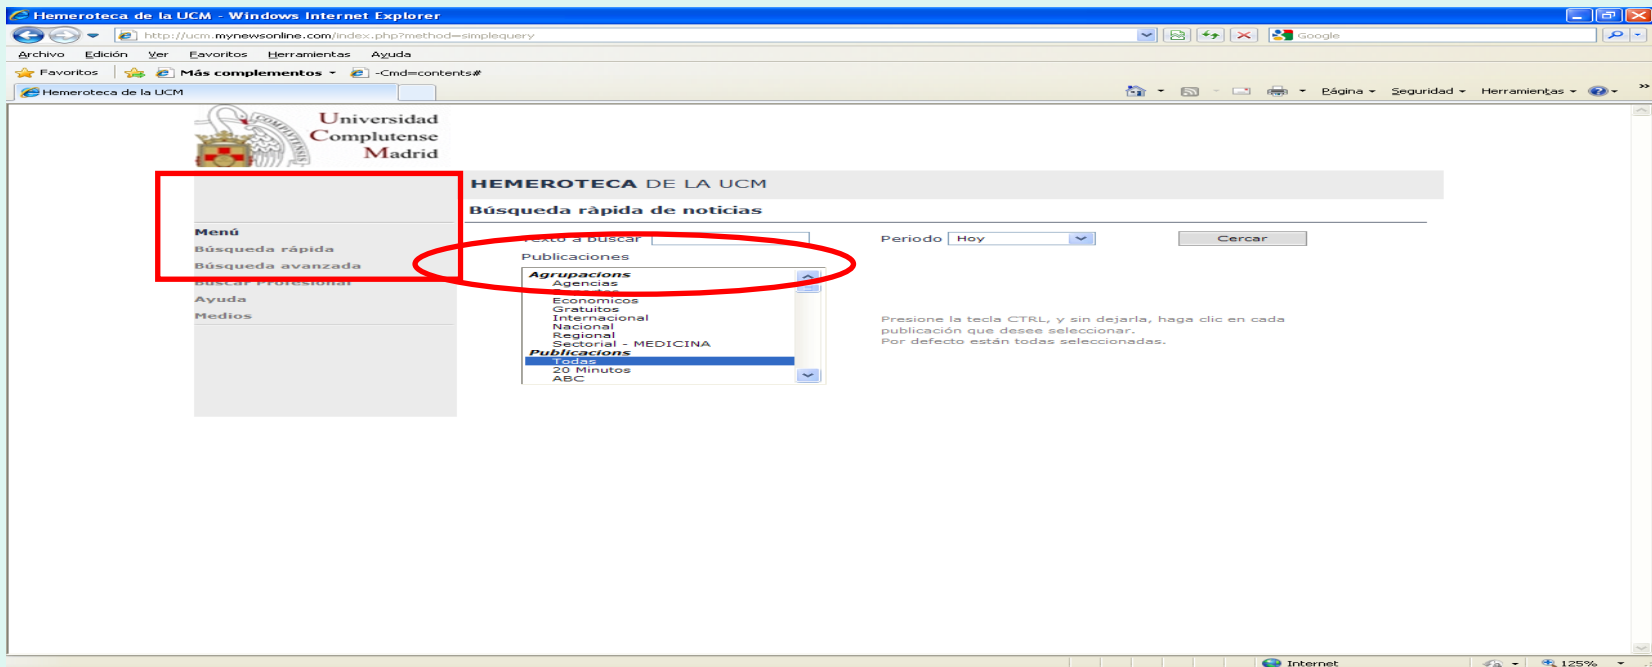 Hemeroteca de la UCM - Windows Internet Explorer
http://ucm.mynewsonline.com/index.php?method=simplequery
Google
Archivo Edición Ver Favoritos Herramientas Ayuda
Favoritos Más complementos -Cmd=contents#
Hemeroteca de la UCM
Página Seguridad Herramientas
Universidad
Complutense
Madrid
HEMEROTECA DE LA UCM
Búsqueda ràpida de noticias
Menú
Búsqueda rápida
Búsqueda avanzada
Buscar Profesional
Ayuda
Medios
Texto a buscar
Periodo Hoy
Cercar
Publicaciones
Agrupacions
Agencias
Deportes
Economicos
Gratuitos
Internacional
Nacional
Regional
Sectorial - MEDICINA
Publicacions
Todas
20 Minutos
ABC
Presione la tecla CTRL, y sin dejarla, haga clic en cada
publicación que desee seleccionar.
Por defecto están todas seleccionadas.
Internet
125%